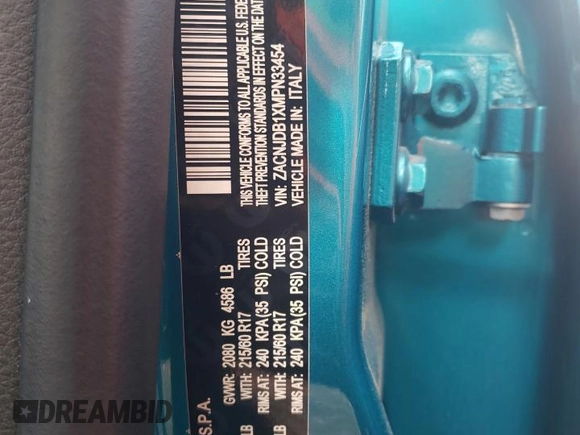 THIS VEHICLE CONFORMS TO ALL APPLICABLE U.S. FEDE
THEFT PREVENTION STANDARDS IN EFFECT ON THE DAT
VIN: ZACNJDB1XMPN33454
VEHICLE MADE IN: ITALY
S.P.A.
GVWR: 2080 KG 4586 LB
WITH: 215/60 R17 TIRES
RIMS AT: 240 KPA(35 PSI) COLD
LB WITH: 215/60 R17 TIRES
RIMS AT: 240 KPA(35 PSI) COLD
LB
DREAMBID